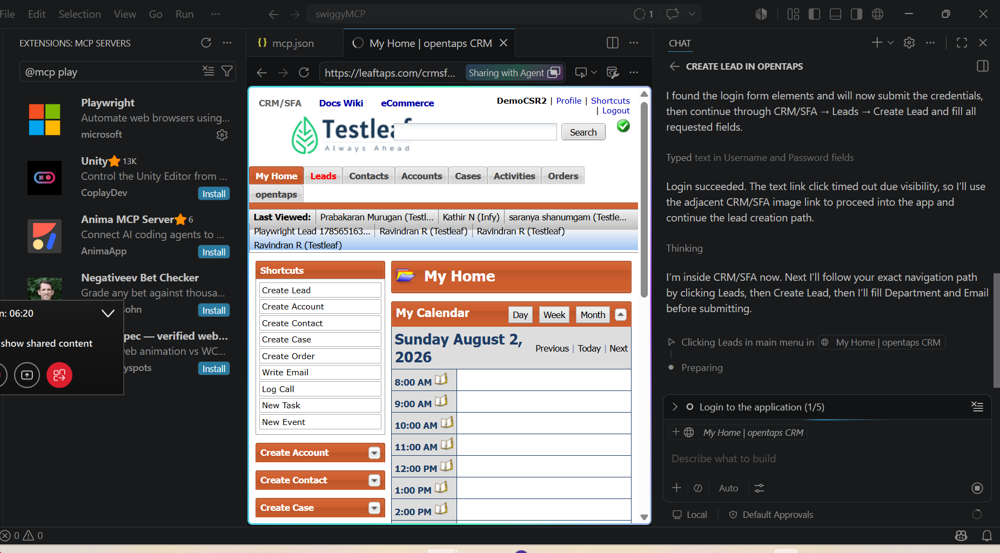 File Edit Selection View Go Run ···
swiggyMCP
1
EXTENSIONS: MCP SERVERS
@mcp play
Playwright
Automate web browsers using...
microsoft
Unity 13K
Control the Unity Editor from ...
CoplayDev
Install
Anima MCP Server 6
Connect AI coding agents to ...
AnimaApp
Install
Negativeev Bet Checker
Grade any bet against thousa...
sohn
Install
n: 06:20
show shared content
pec — verified web...
eb animation vs WC...
yspots
Install
{} mcp.json
My Home | opentaps CRM
https://leaftaps.com/crmsf...
Sharing with Agent
CRM/SFA Docs Wiki eCommerce
DemoCSR2 | Profile | Shortcuts
| Logout
Testleaf
Always Ahead
Search
My Home Leads Contacts Accounts Cases Activities Orders
opentaps
Last Viewed: Prabakaran Murugan (Testl... Kathir N (Infy) saranya shanumgam (Testle...
Playwright Lead 178565163... Ravindran R (Testleaf) Ravindran R (Testleaf)
Ravindran R (Testleaf)
Shortcuts
Create Lead
Create Account
Create Contact
Create Case
Create Order
Write Email
Log Call
New Task
New Event
Create Account
Create Contact
Create Case
My Home
My Calendar
Day Week Month
Sunday August 2,
2026
Previous | Today | Next
8:00 AM
9:00 AM
10:00 AM
11:00 AM
12:00 PM
1:00 PM
2:00 PM
CHAT
CREATE LEAD IN OPENTAPS
I found the login form elements and will now submit the credentials,
then continue through CRM/SFA → Leads → Create Lead and fill all
requested fields.
Typed text in Username and Password fields
Login succeeded. The text link click timed out due visibility, so I'll use
the adjacent CRM/SFA image link to proceed into the app and
continue the lead creation path.
Thinking
I'm inside CRM/SFA now. Next I'll follow your exact navigation path
by clicking Leads, then Create Lead, then I'll fill Department and Email
before submitting.
Clicking Leads in main menu in My Home | opentaps CRM
Preparing
Login to the application (1/5)
My Home | opentaps CRM
Describe what to build
Auto
Local
Default Approvals
0 0